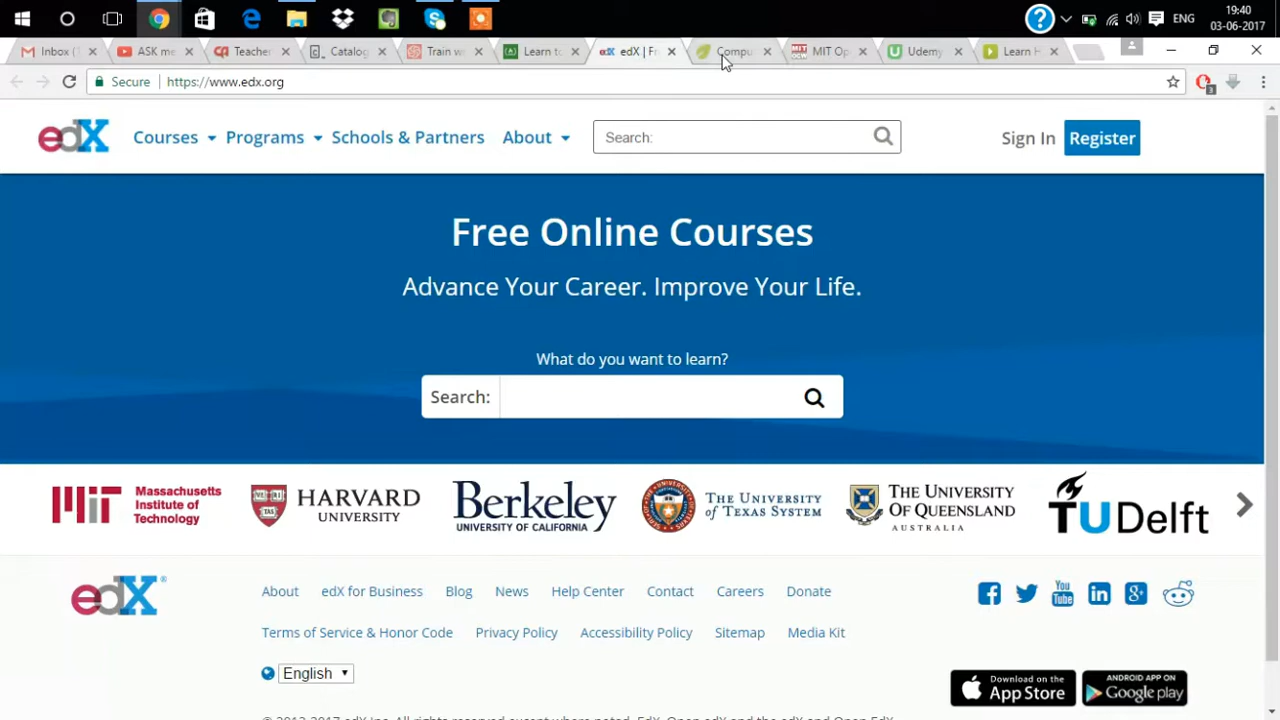 19:40
ENG
03-06-2017
Inbox (
ASK me
Teacher
Catalog
Train w
Learn to
edX | Fr
Compu
MIT Op
Udemy
Learn H
Secure https://www.edx.org
3
edX Courses Programs Schools & Partners About Search: Sign In Register
Free Online Courses
Advance Your Career. Improve Your Life.
What do you want to learn?
Search:
MIT Massachusetts Institute of Technology
HARVARD UNIVERSITY
Berkeley UNIVERSITY OF CALIFORNIA
THE UNIVERSITY of TEXAS SYSTEM
THE UNIVERSITY OF QUEENSLAND AUSTRALIA
TUDelft
edX About edX for Business Blog News Help Center Contact Careers Donate
Terms of Service & Honor Code Privacy Policy Accessibility Policy Sitemap Media Kit
English
Download on the App Store
ANDROID APP ON Google play